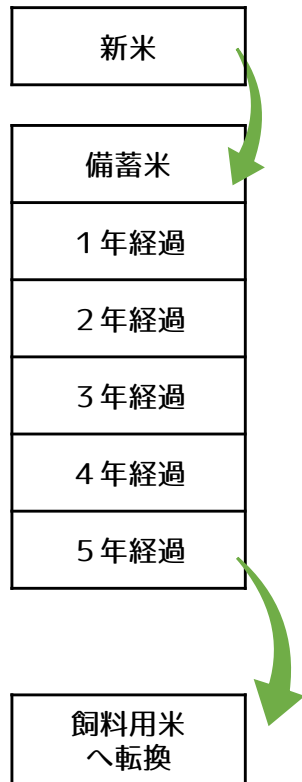 新米
備蓄米
１年経過
２年経過
３年経過
４年経過
５年経過
飼料用米
へ転換